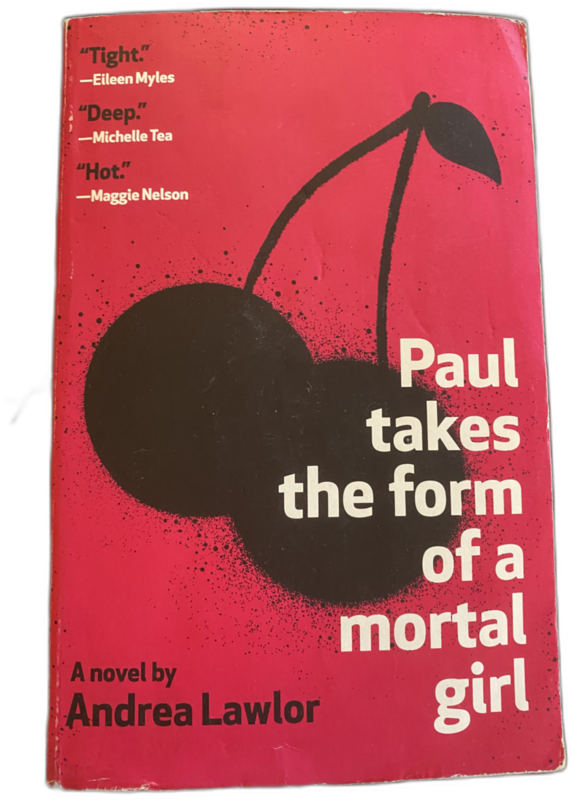 “Tight.”
—Eileen Myles
“Deep.”
—Michelle Tea
“Hot.”
—Maggie Nelson
Paul
takes
the form
of a
mortal
girl
A novel by
Andrea Lawlor